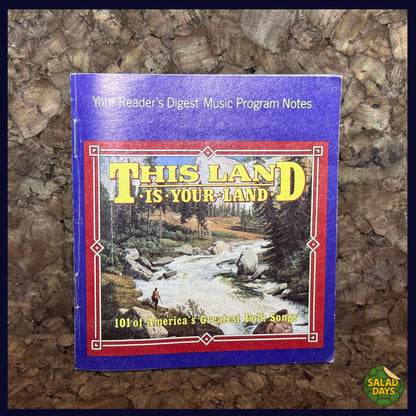 Your Reader's Digest Music Program Notes
THIS LAND
IS·YOUR·LAND
101 of America's Greatest Folk Songs
SALAD
DAYS